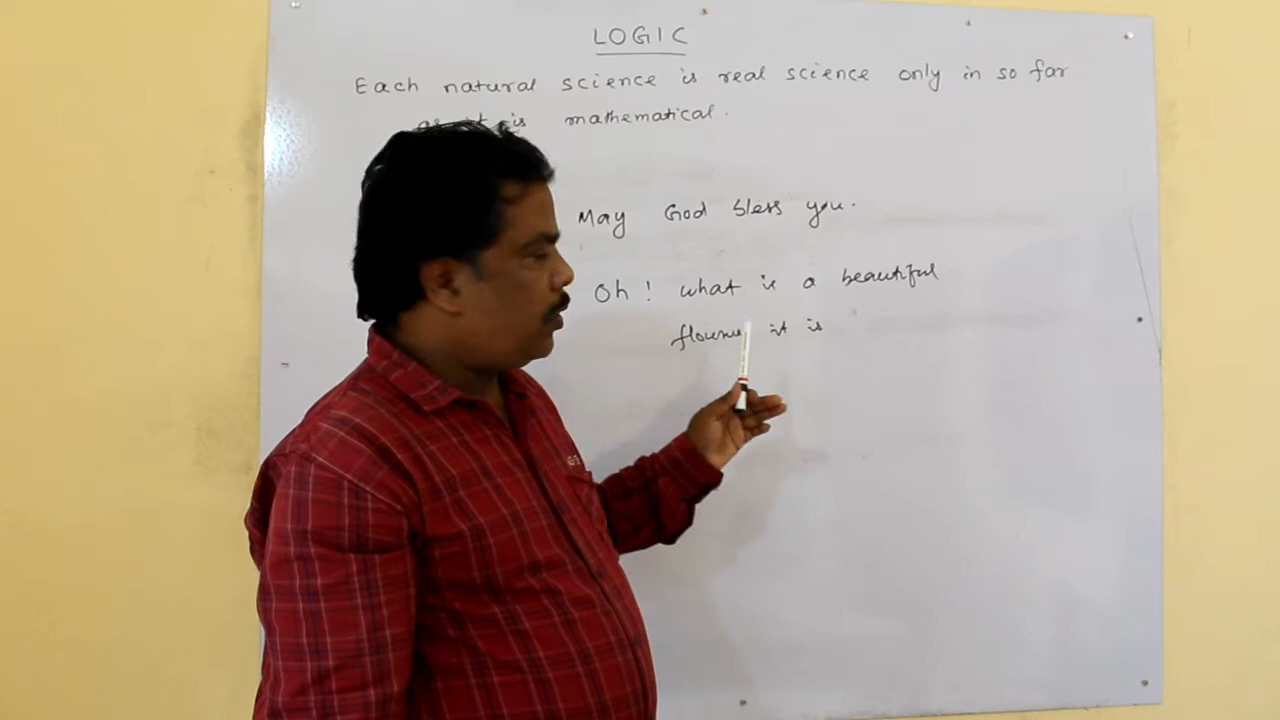 LOGIC
Each natural science is real science only in so far
as it is mathematical.
May God bless you.
Oh! what is a beautiful
flower it is